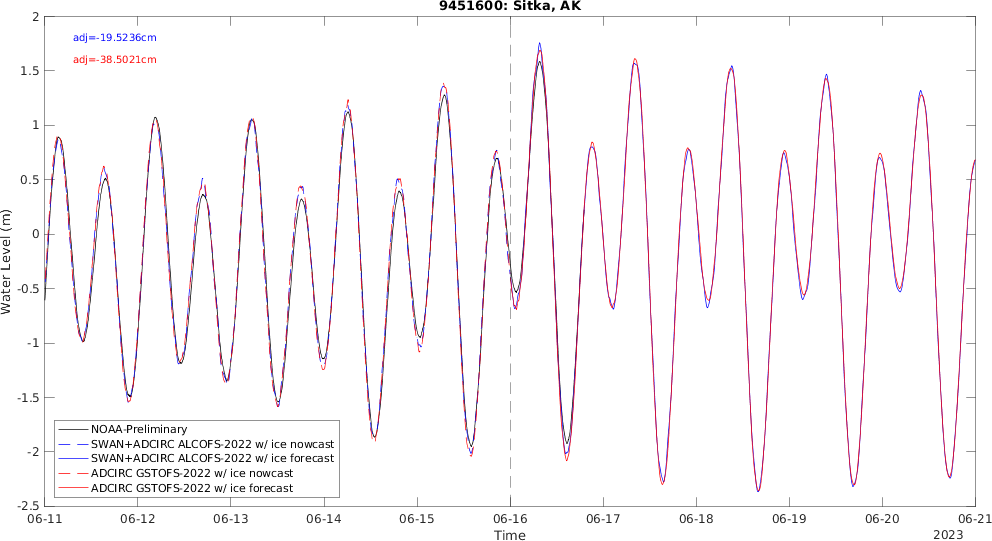 9451600: Sitka, AK
adj=-19.5236cm
adj=-38.5021cm
Water Level (m)
2
1.5
1
0.5
0
-0.5
-1
-1.5
-2
-2.5
NOAA-Preliminary
SWAN+ADCIRC ALCOFS-2022 w/ ice nowcast
SWAN+ADCIRC ALCOFS-2022 w/ ice forecast
ADCIRC GSTOFS-2022 w/ ice nowcast
ADCIRC GSTOFS-2022 w/ ice forecast
06-11 06-12 06-13 06-14 06-15 06-16 06-17 06-18 06-19 06-20 06-21
Time
2023